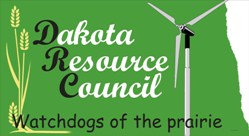 Dakota
Resource
Council
Watchdogs of the prairie